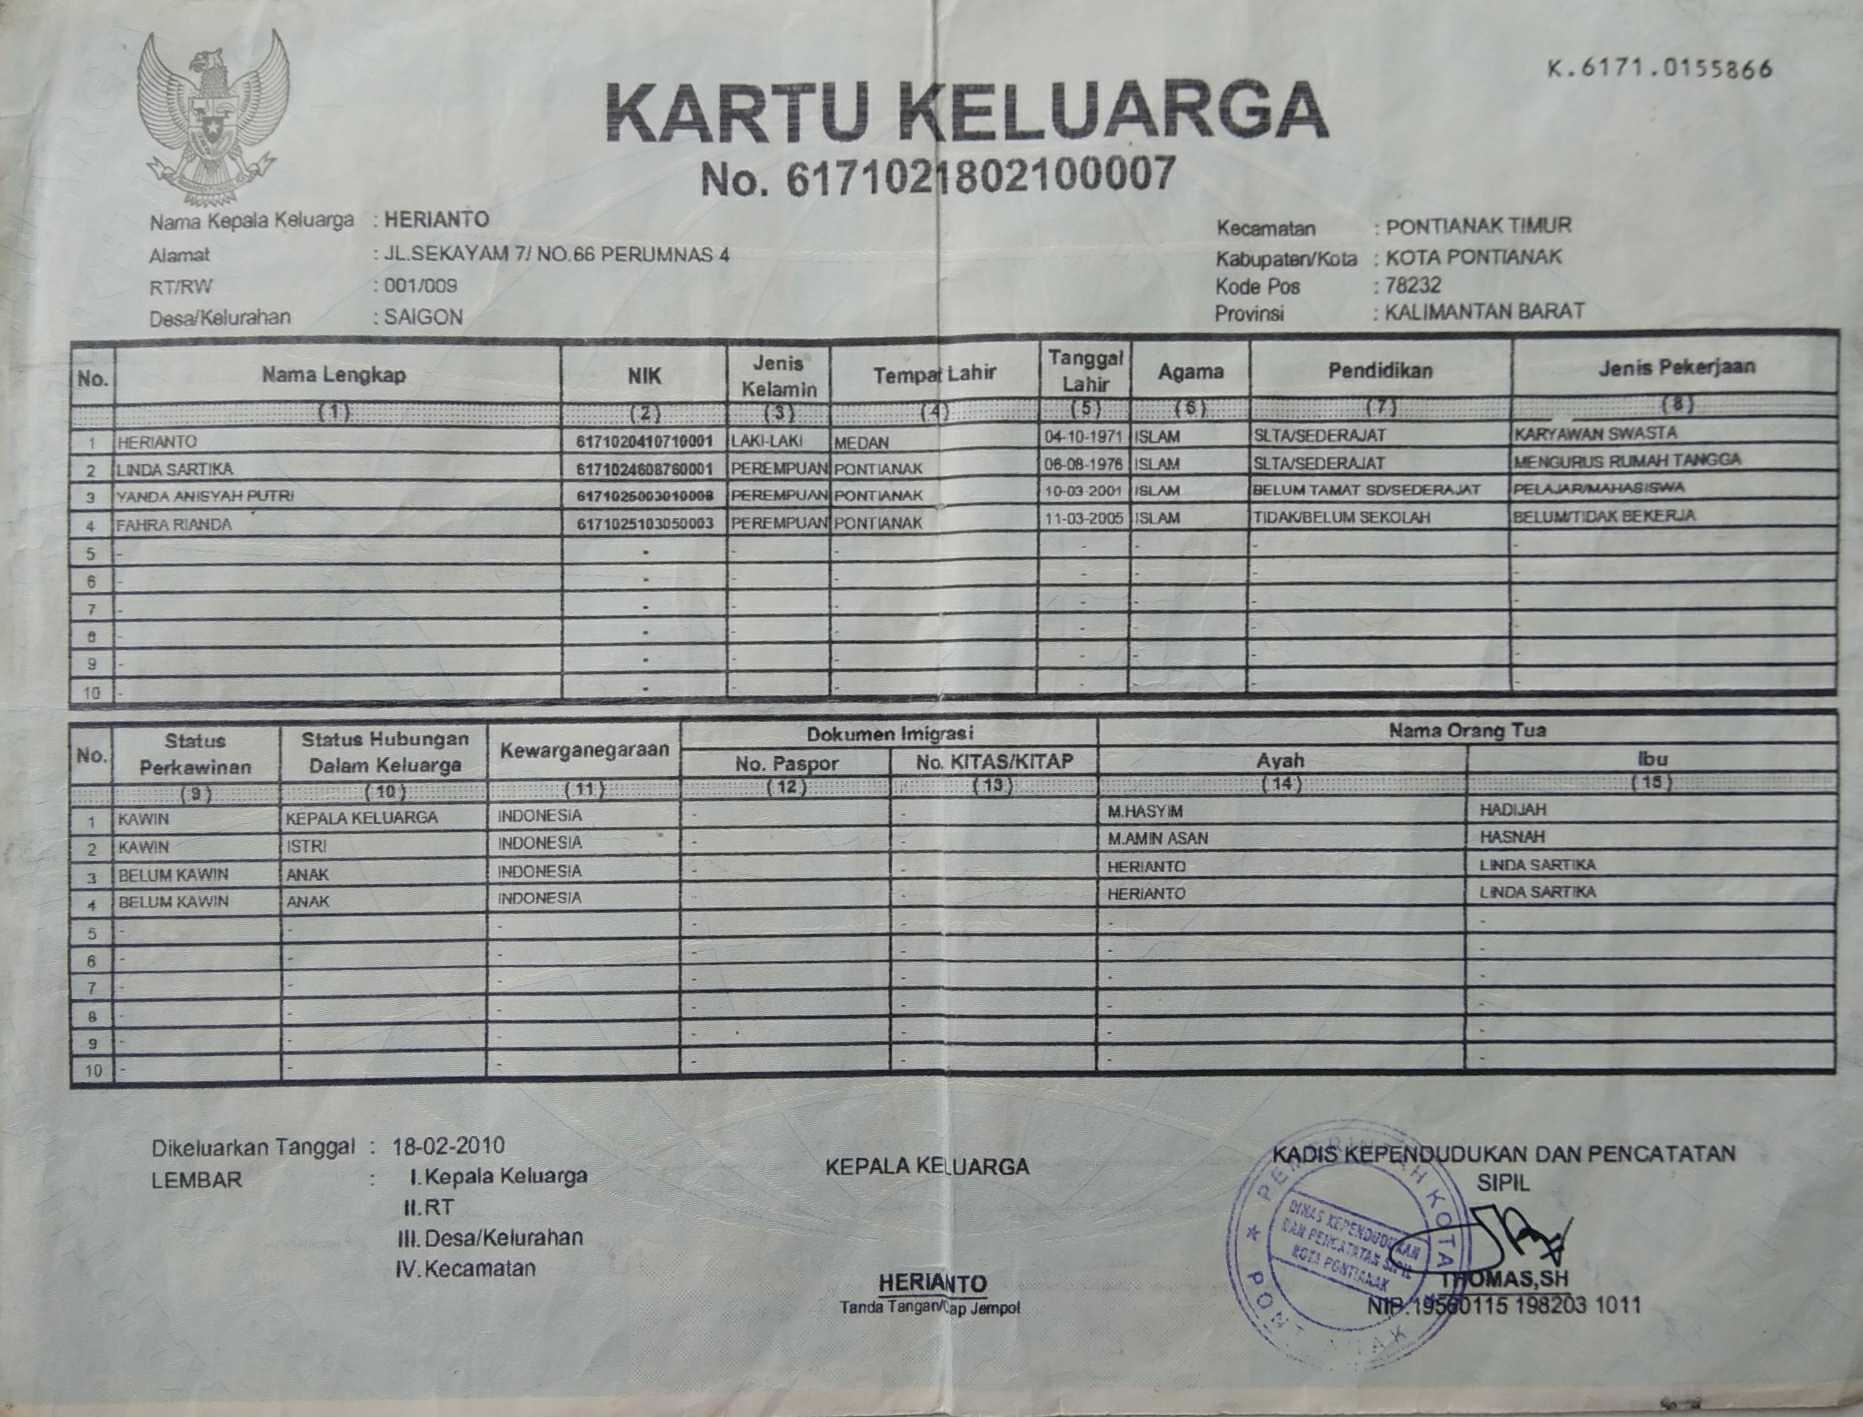 K.6171.0155866
KARTU KELUARGA
No. 6171021802100007
Nama Kepala Keluarga : HERIANTO
Alamat : JL.SEKAYAM 7/ NO.66 PERUMNAS 4
RT/RW : 001/009
Desa/Kelurahan : SAIGON
Kecamatan : PONTIANAK TIMUR
Kabupaten/Kota : KOTA PONTIANAK
Kode Pos : 78232
Provinsi : KALIMANTAN BARAT
No. Nama Lengkap NIK Jenis Kelamin Tempat Lahir Tanggal Lahir Agama Pendidikan Jenis Pekerjaan
(1) (2) (3) (4) (5) (6) (7) (8)
1 HERIANTO 6171020410710001 LAKI-LAKI MEDAN 04-10-1971 ISLAM SLTA/SEDERAJAT KARYAWAN SWASTA
2 LINDA SARTIKA 6171024608760001 PEREMPUAN PONTIANAK 06-08-1976 ISLAM SLTA/SEDERAJAT MENGURUS RUMAH TANGGA
3 YANDA ANISYAH PUTRI 6171025003010008 PEREMPUAN PONTIANAK 10-03-2001 ISLAM BELUM TAMAT SD/SEDERAJAT PELAJAR/MAHASISWA
4 FAHRA RIANDA 6171025103050003 PEREMPUAN PONTIANAK 11-03-2005 ISLAM TIDAK/BELUM SEKOLAH BELUM/TIDAK BEKERJA
5 - - - - - - - -
6 - - - - - - - -
7 - - - - - - - -
8 - - - - - - - -
9 - - - - - - - -
10 - - - - - - - -
No. Status Perkawinan Status Hubungan Dalam Keluarga Kewarganegaraan Dokumen Imigrasi Nama Orang Tua
No. Paspor No. KITAS/KITAP Ayah Ibu
(9) (10) (11) (12) (13) (14) (15)
1 KAWIN KEPALA KELUARGA INDONESIA - - M.HASYIM HADIJAH
2 KAWIN ISTRI INDONESIA - - M.AMIN ASAN HASNAH
3 BELUM KAWIN ANAK INDONESIA - - HERIANTO LINDA SARTIKA
4 BELUM KAWIN ANAK INDONESIA - - HERIANTO LINDA SARTIKA
5 - - - - - - -
6 - - - - - - -
7 - - - - - - -
8 - - - - - - -
9 - - - - - - -
10 - - - - - - -
Dikeluarkan Tanggal : 18-02-2010
LEMBAR : I. Kepala Keluarga
II. RT
III. Desa/Kelurahan
IV. Kecamatan
KEPALA KELUARGA
HERIANTO
Tanda Tangan/Cap Jempol
KADIS KEPENDUDUKAN DAN PENCATATAN
SIPIL
PEMERINTAH KOTA PONTIANAK
DINAS KEPENDUDUKAN
DAN PENCATATAN SIPIL
KOTA PONTIANAK
THOMAS,SH
NIP.19560115 198203 1011